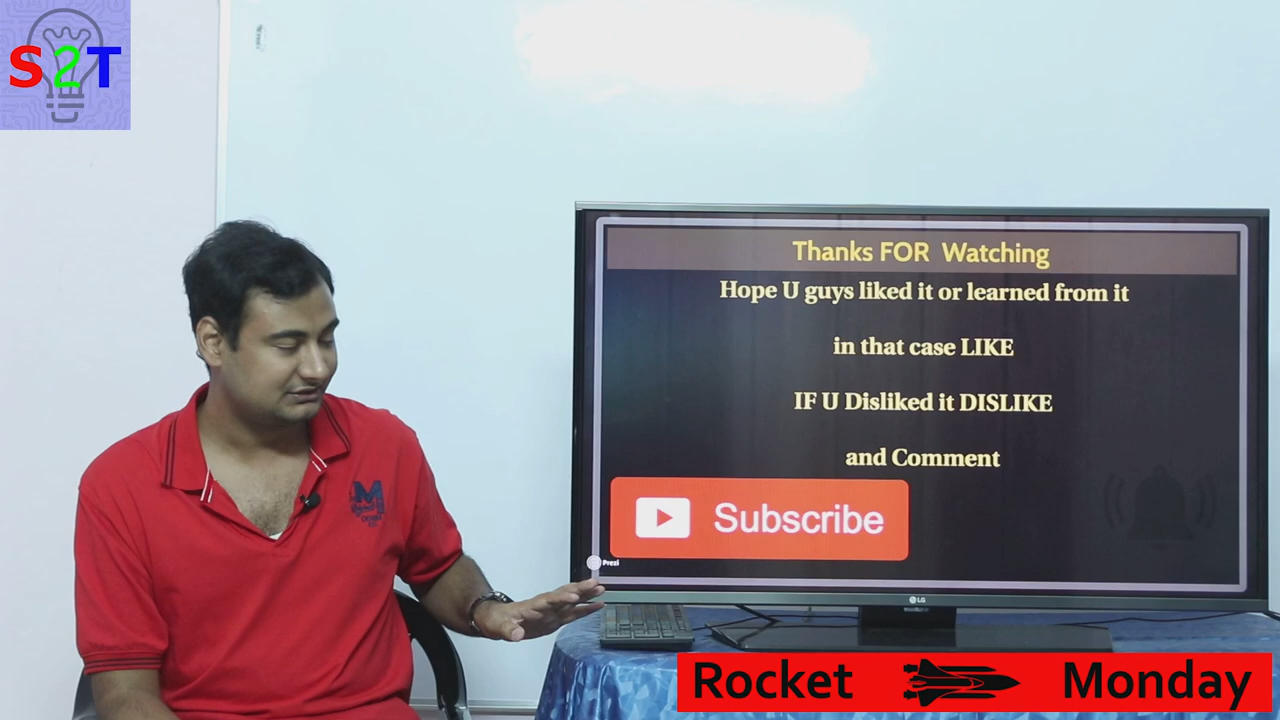 S2T
Thanks FOR Watching
Hope U guys liked it or learned from it
in that case LIKE
IF U Disliked it DISLIKE
and Comment
Subscribe
Prezi
LG
M
Rocket Monday